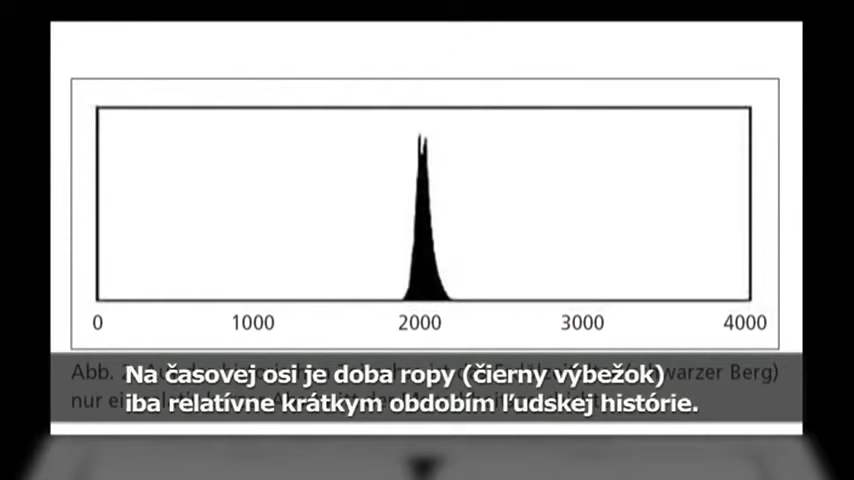 0 1000 2000 3000 4000
Abb. warzer Berg)
Na časovej osi je doba ropy (čierny výbežok)
nur
iba relatívne krátkym obdobím ľudskej histórie.